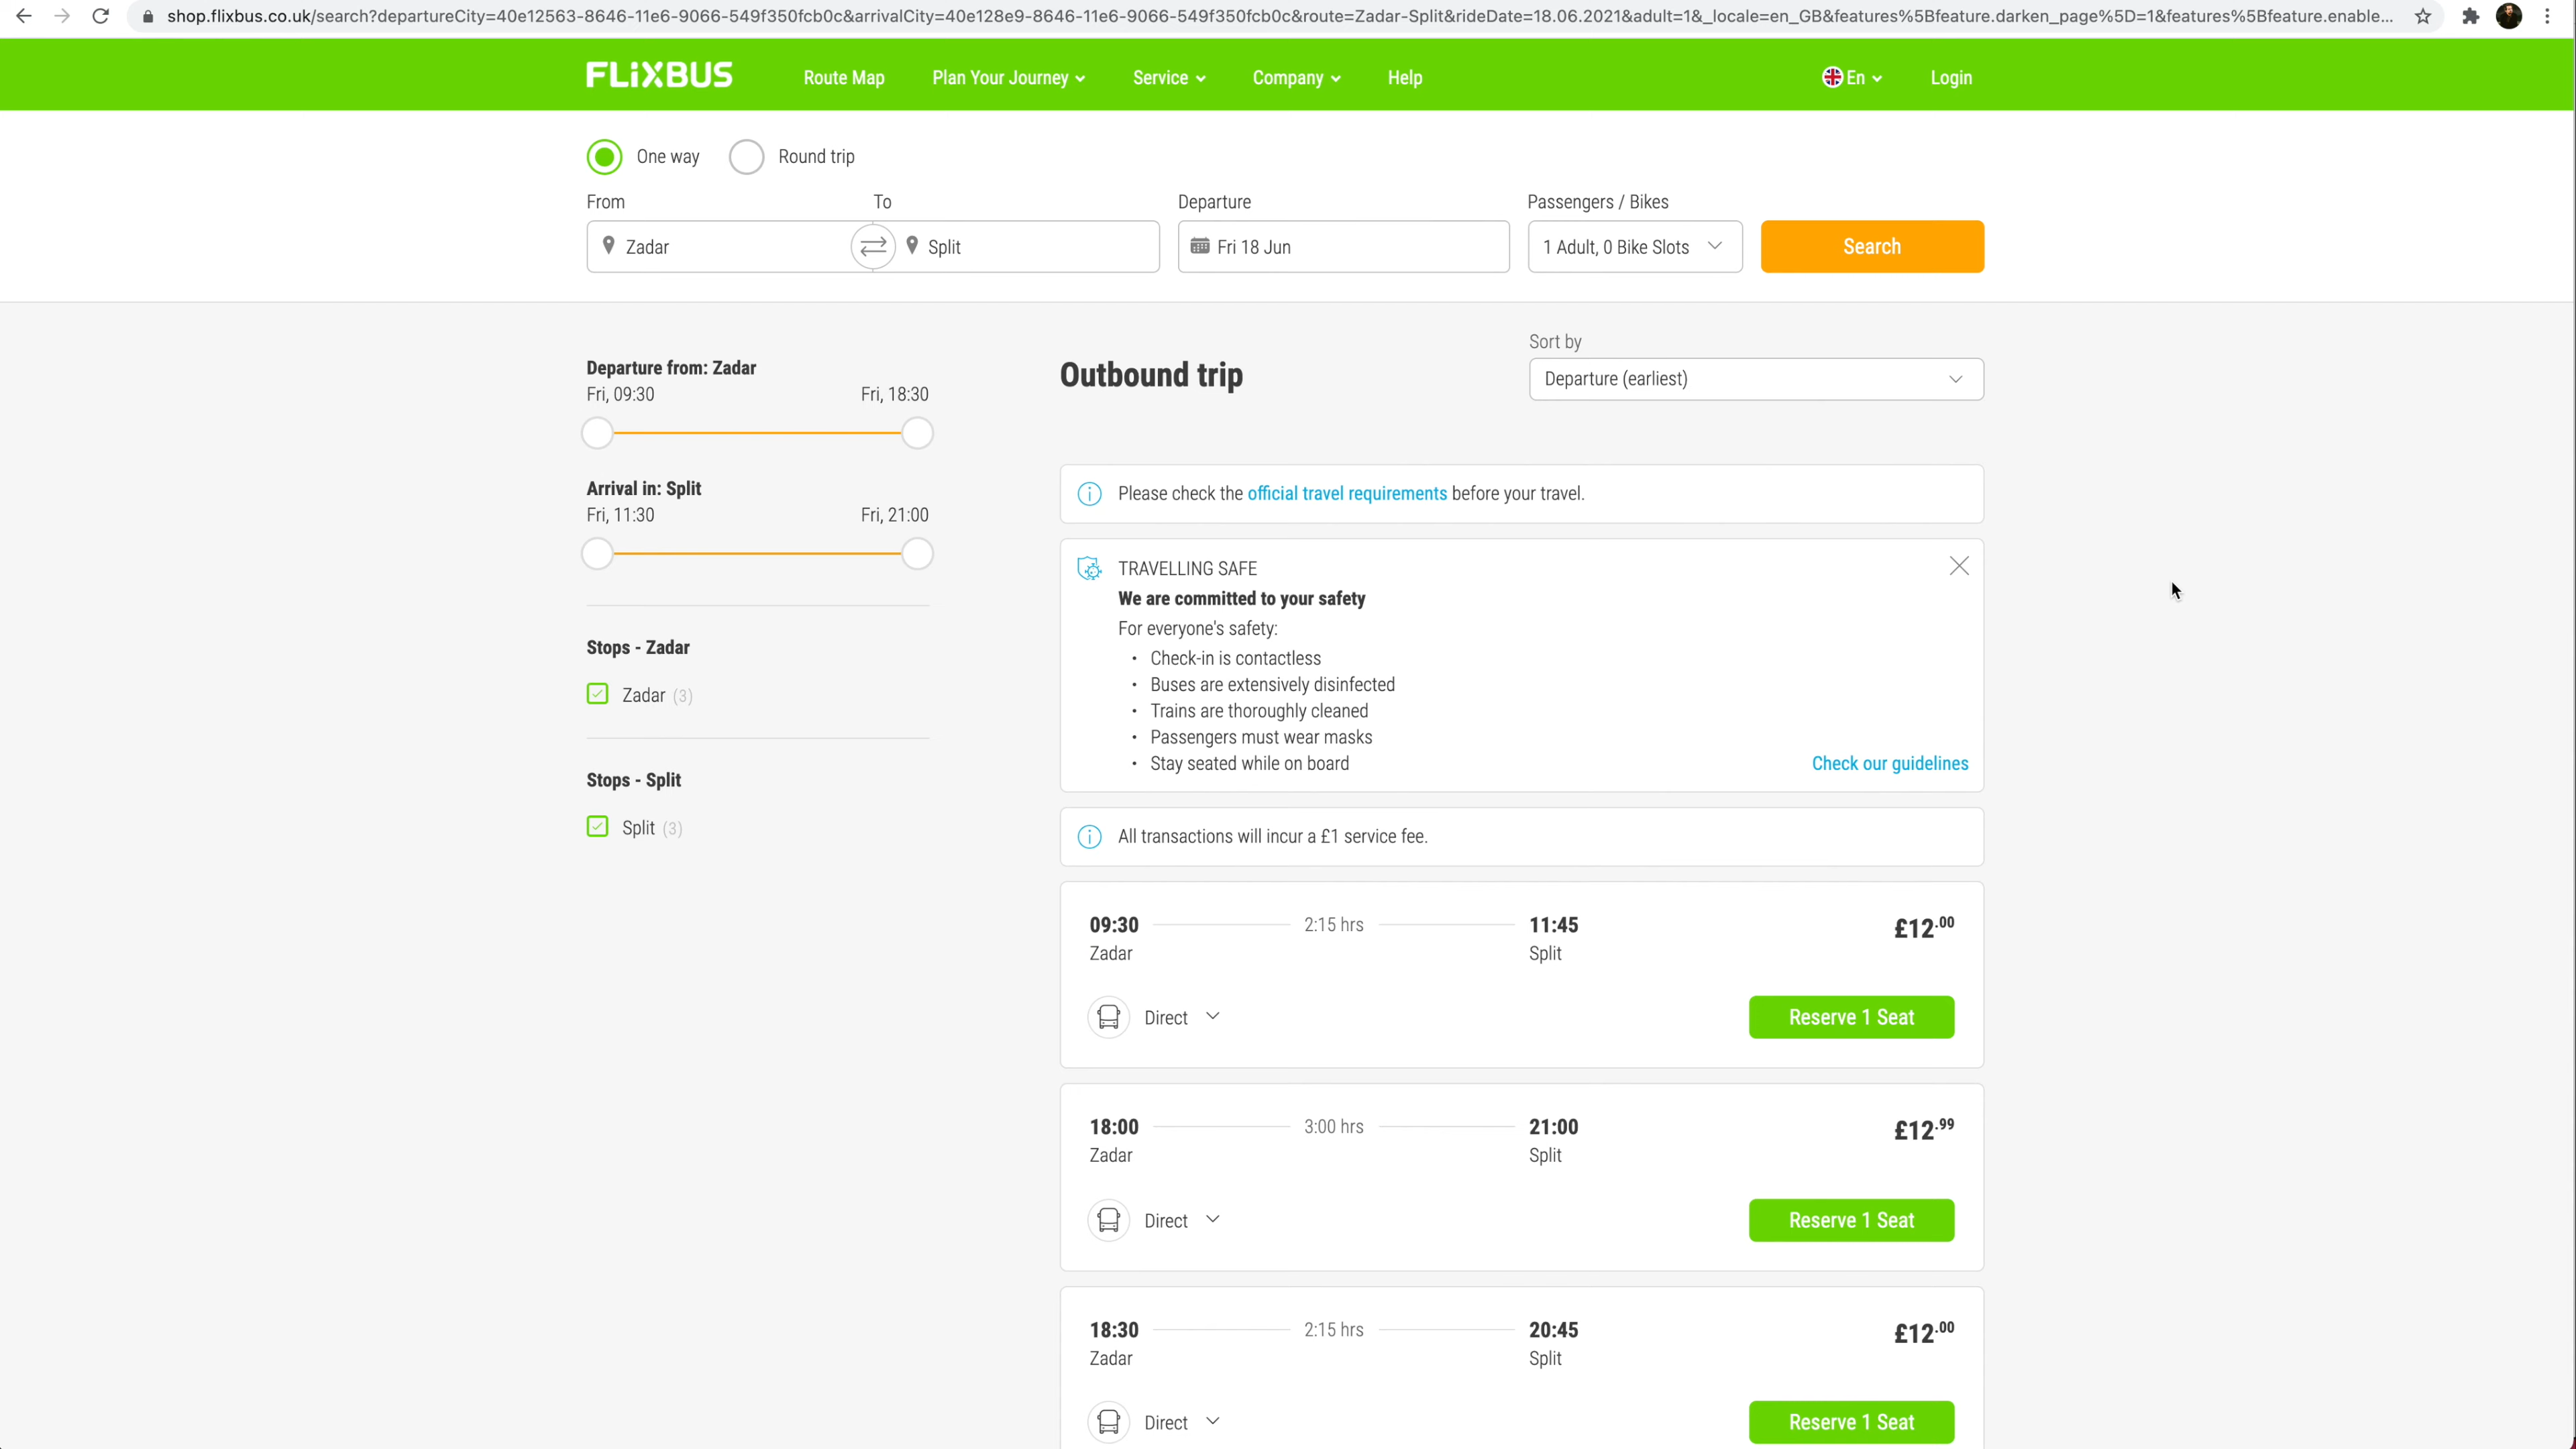 shop.flixbus.co.uk/search?departureCity=40e12563-8646-11e6-9066-549f350fcb0c&arrivalCity=40e128e9-8646-11e6-9066-549f350fcb0c&route=Zadar-Split&rideDate=18.06.2021&adult=1&_locale=en_GB&features%5Bfeature.darken_page%5D=1&features%5Bfeature.enable...
FLiXBUS Route Map Plan Your Journey Service Company Help En Login
One way Round trip
From To Departure Passengers / Bikes
Zadar Split Fri 18 Jun 1 Adult, 0 Bike Slots Search
Departure from: Zadar
Fri, 09:30 Fri, 18:30
Arrival in: Split
Fri, 11:30 Fri, 21:00
Stops - Zadar
Zadar (3)
Stops - Split
Split (3)
Outbound trip
Sort by
Departure (earliest)
Please check the official travel requirements before your travel.
TRAVELLING SAFE
We are committed to your safety
For everyone's safety:
• Check-in is contactless
• Buses are extensively disinfected
• Trains are thoroughly cleaned
• Passengers must wear masks
• Stay seated while on board
Check our guidelines
All transactions will incur a £1 service fee.
09:30 2:15 hrs 11:45 £12.00
Zadar Split
Direct Reserve 1 Seat
18:00 3:00 hrs 21:00 £12.99
Zadar Split
Direct Reserve 1 Seat
18:30 2:15 hrs 20:45 £12.00
Zadar Split
Direct Reserve 1 Seat